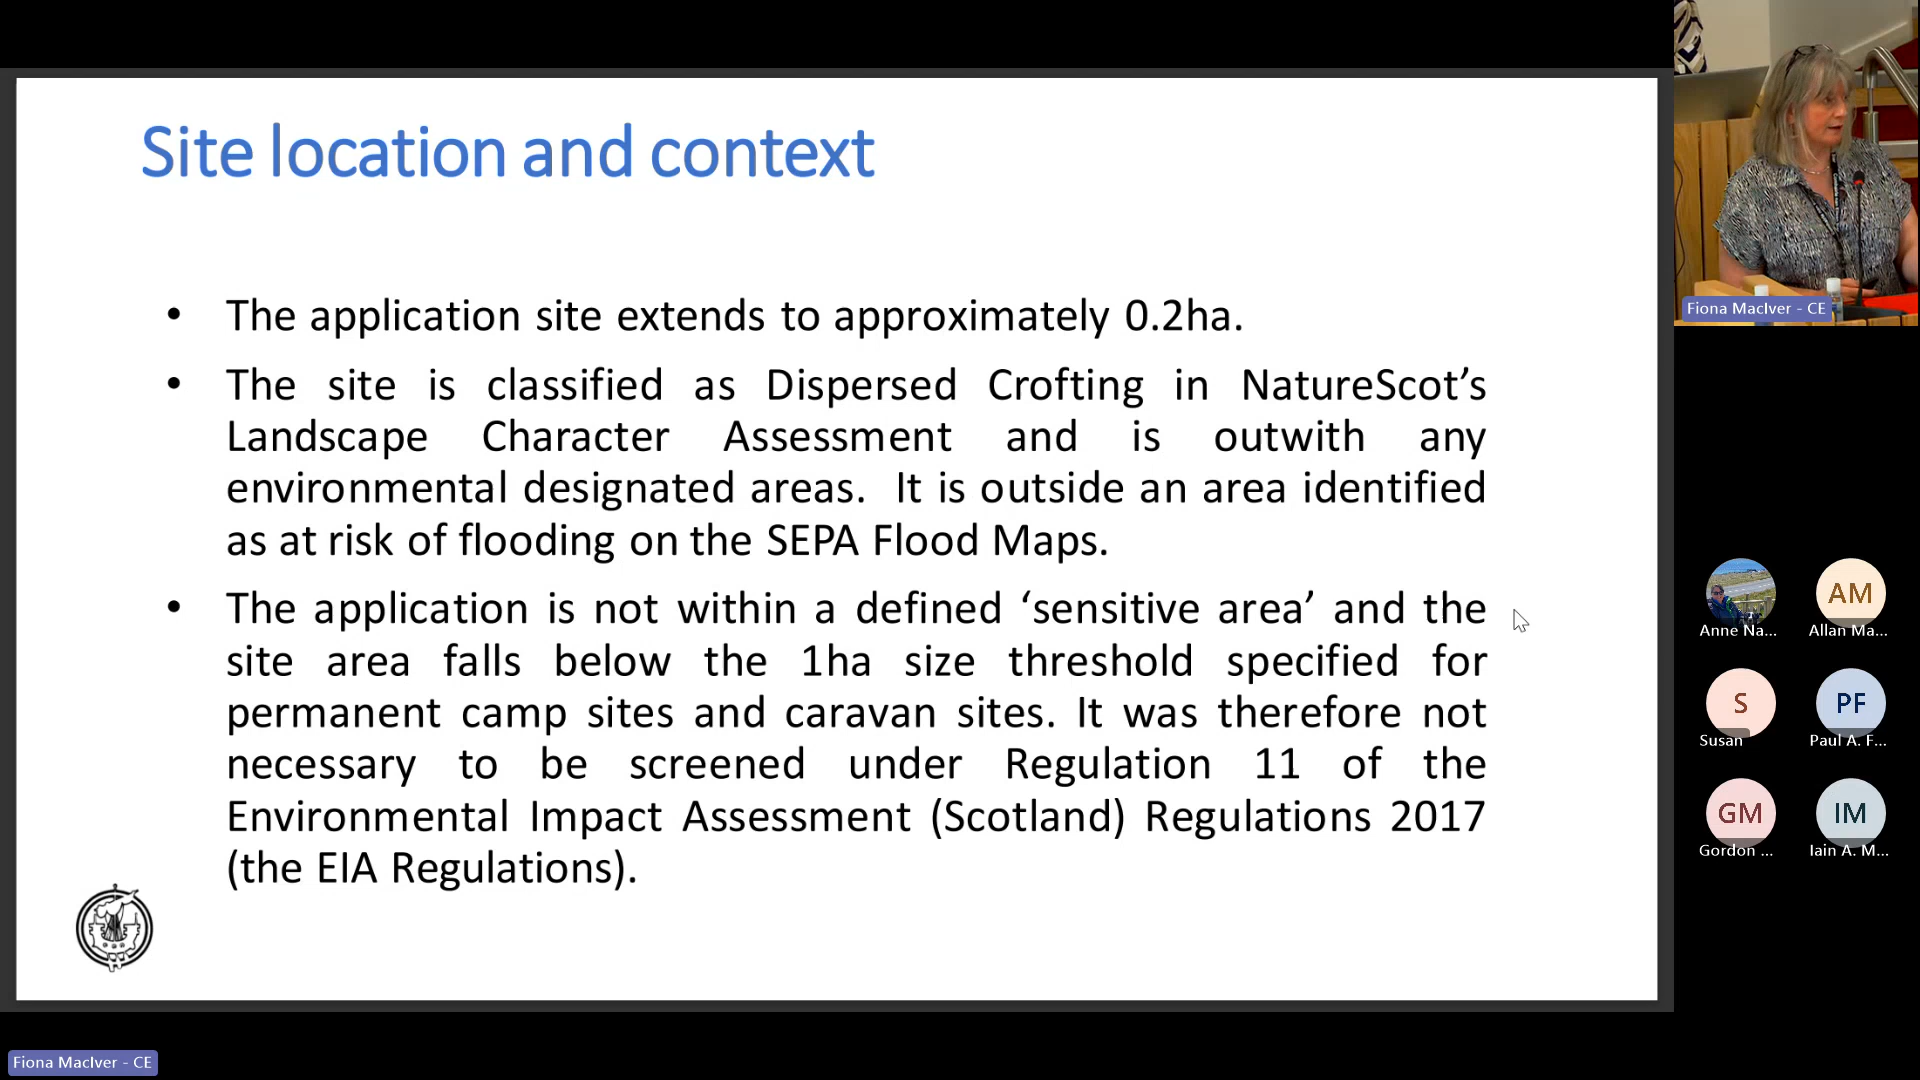 Site location and context
• The application site extends to approximately 0.2ha.
• The site is classified as Dispersed Crofting in NatureScot’s
Landscape Character Assessment and is outwith any
environmental designated areas. It is outside an area identified
as at risk of flooding on the SEPA Flood Maps.
• The application is not within a defined ‘sensitive area’ and the
site area falls below the 1ha size threshold specified for
permanent camp sites and caravan sites. It was therefore not
necessary to be screened under Regulation 11 of the
Environmental Impact Assessment (Scotland) Regulations 2017
(the EIA Regulations).
Fiona MacIver - CE
AM
Anne Na...
Allan Ma...
S
PF
Susan
Paul A. F...
GM
IM
Gordon ...
Iain A. M...
Fiona MacIver - CE